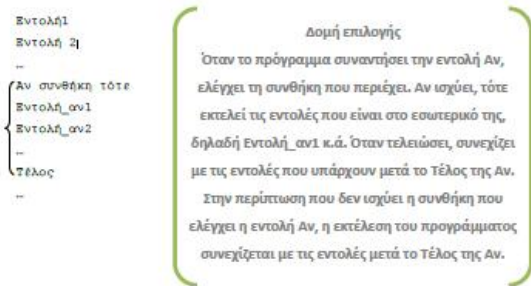 Εντολή1
Εντολή 2
…
Αν συνθήκη τότε
Εντολή_αν1
Εντολή_αν2
…
Τέλος
…
Δομή επιλογής
Όταν το πρόγραμμα συναντήσει την εντολή Αν,
ελέγχει τη συνθήκη που περιέχει. Αν ισχύει, τότε
εκτελεί τις εντολές που είναι στο εσωτερικό της,
δηλαδή Εντολή_αν1 κ.ά. Όταν τελειώσει, συνεχίζει
με τις εντολές που υπάρχουν μετά το Τέλος της Αν.
Στην περίπτωση που δεν ισχύει η συνθήκη που
ελέγχει η εντολή Αν, η εκτέλεση του προγράμματος
συνεχίζεται με τις εντολές μετά το Τέλος της Αν.